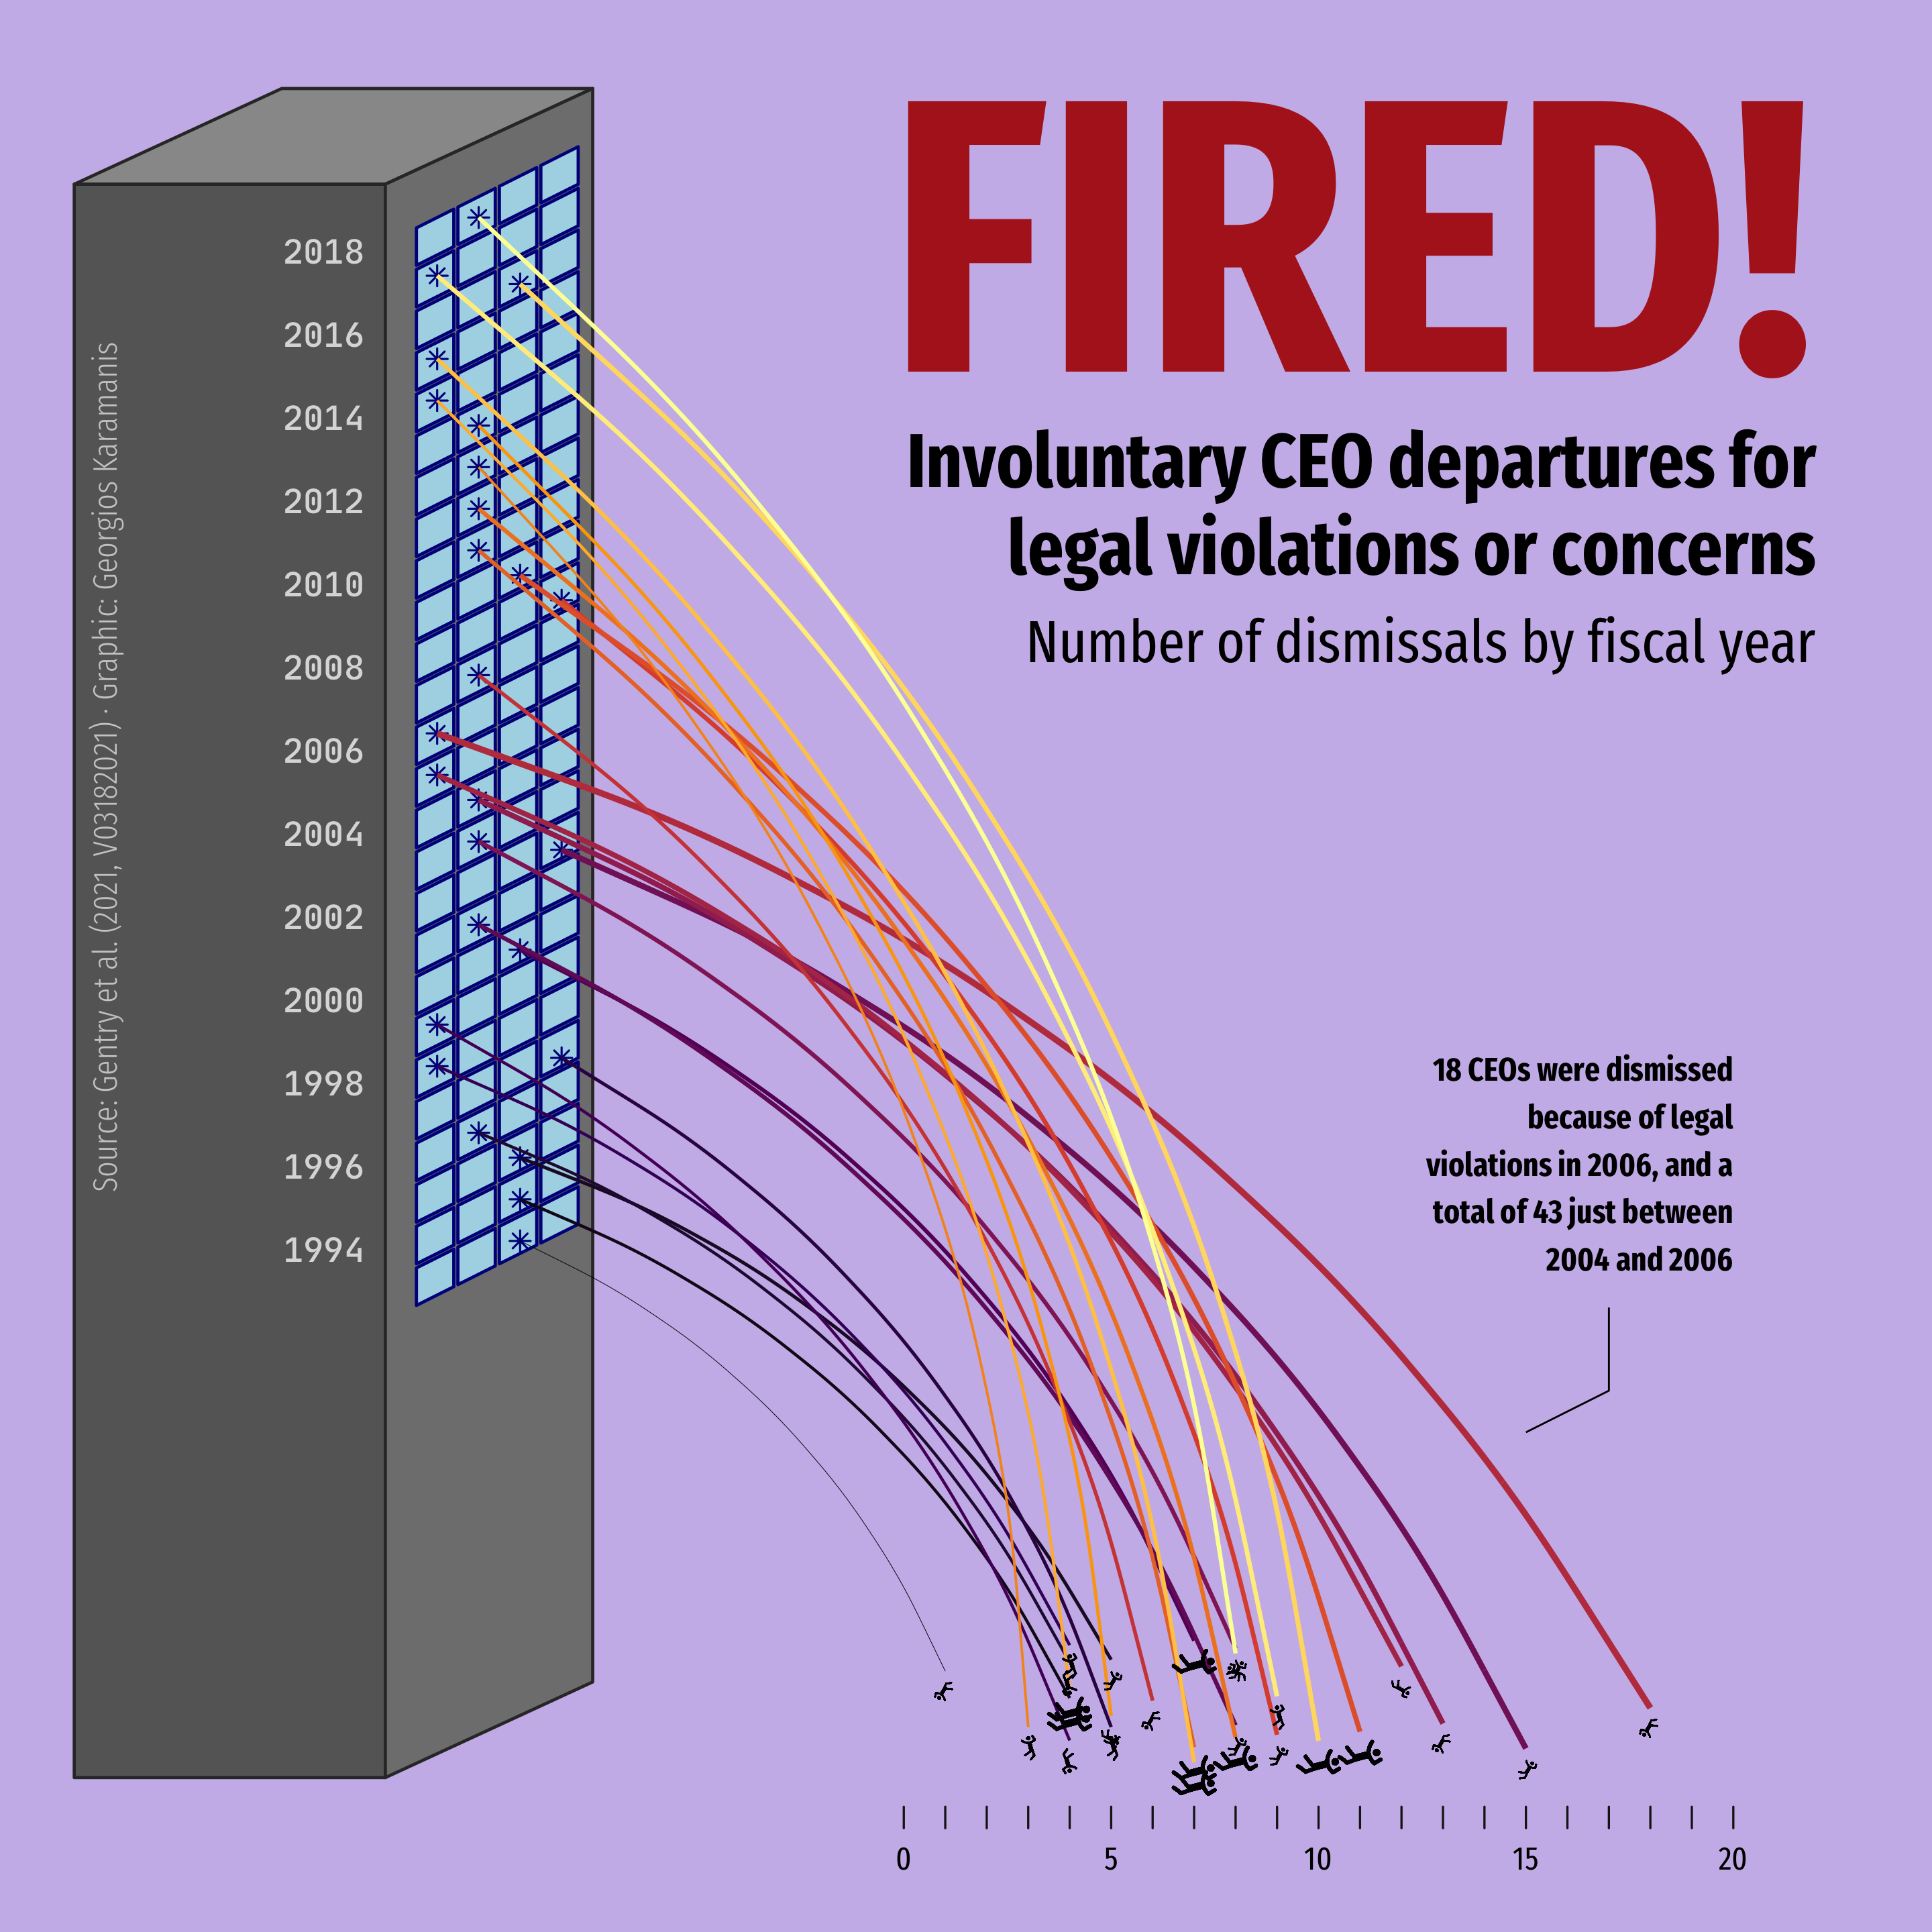 FIRED!
Involuntary CEO departures for
legal violations or concerns
Number of dismissals by fiscal year
2018
2016
2014
2012
2010
2008
2006
2004
2002
2000
1998
1996
1994
Source: Gentry et al. (2021, V03182021) · Graphic: Georgios Karamanis
18 CEOs were dismissed
because of legal
violations in 2006, and a
total of 43 just between
2004 and 2006
0 5 10 15 20